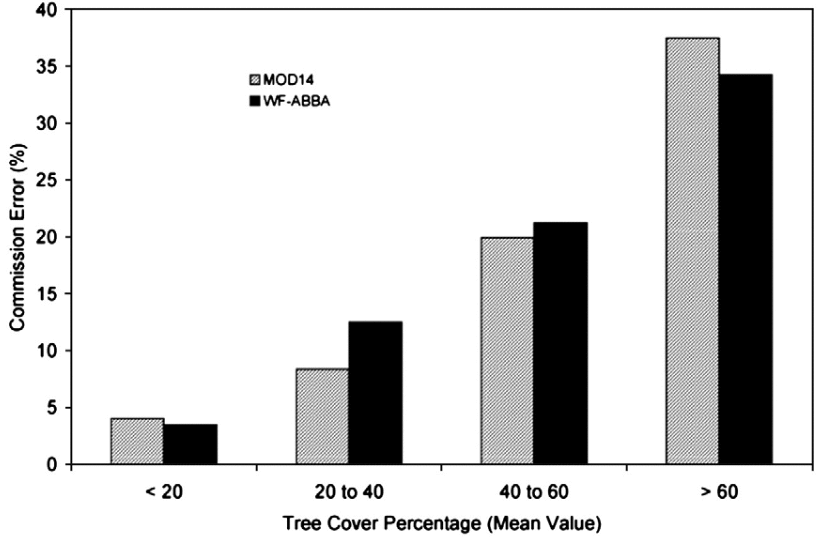 40
35
30
25
20
15
10
5
0
Commission Error (%)
MOD14
WF-ABBA
< 20
20 to 40
40 to 60
> 60
Tree Cover Percentage (Mean Value)